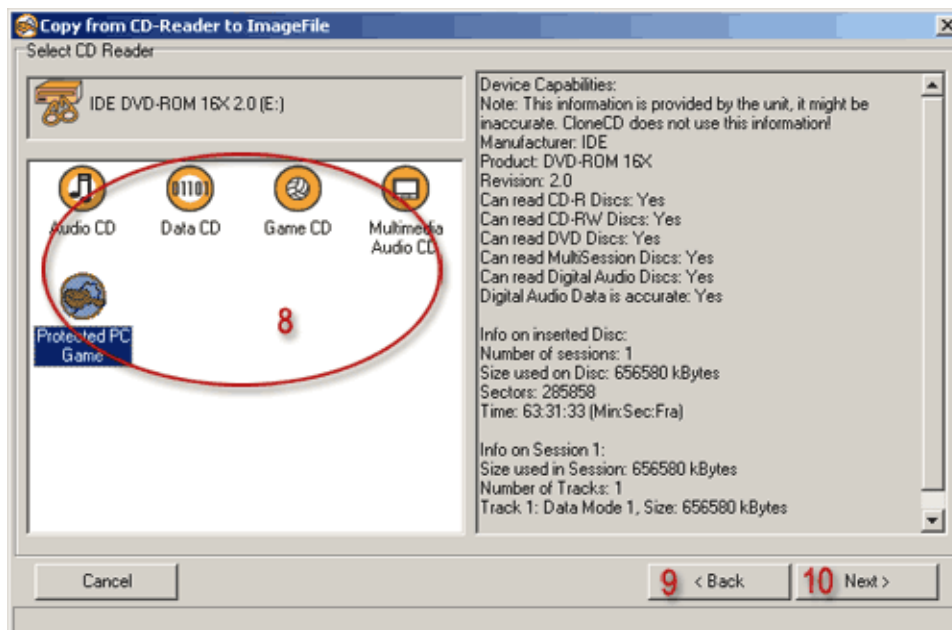 Copy from CD-Reader to ImageFile
Select CD Reader
IDE DVD-ROM 16X 2.0 (E:)
Audio CD
Data CD
Game CD
Multimedia
Audio CD
Protected PC
Game
8
Device Capabilities:
Note: This information is provided by the unit, it might be
inaccurate. CloneCD does not use this information!
Manufacturer: IDE
Product: DVD-ROM 16X
Revision: 2.0
Can read CD-R Discs: Yes
Can read CD-RW Discs: Yes
Can read DVD Discs: Yes
Can read MultiSession Discs: Yes
Can read Digital Audio Discs: Yes
Digital Audio Data is accurate: Yes
Info on inserted Disc:
Number of sessions: 1
Size used on Disc: 656580 kBytes
Sectors: 285858
Time: 63:31:33 (Min:Sec:Fra)
Info on Session 1:
Size used in Session: 656580 kBytes
Number of Tracks: 1
Track 1: Data Mode 1, Size: 656580 kBytes
Cancel
9 < Back
10 Next >